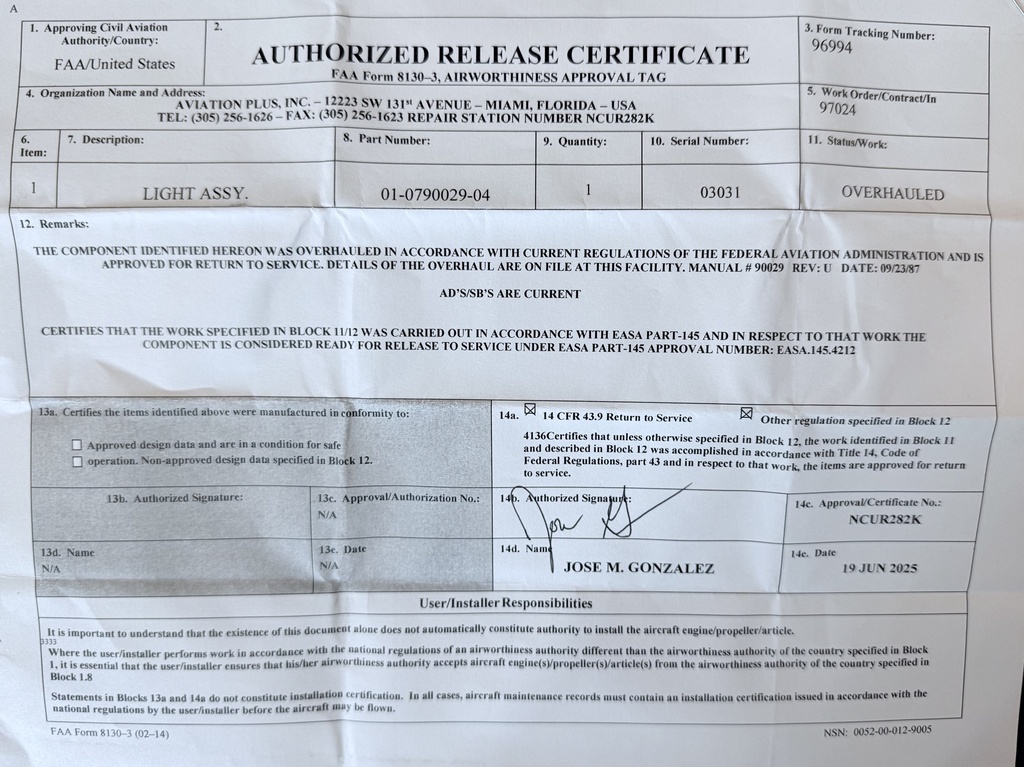 A
1. Approving Civil Aviation
Authority/Country:
FAA/United States
2.
AUTHORIZED RELEASE CERTIFICATE
FAA Form 8130–3, AIRWORTHINESS APPROVAL TAG
3. Form Tracking Number:
96994
4. Organization Name and Address:
AVIATION PLUS, INC. – 12223 SW 131st AVENUE – MIAMI, FLORIDA – USA
TEL: (305) 256-1626 – FAX: (305) 256-1623 REPAIR STATION NUMBER NCUR282K
5. Work Order/Contract/In
97024
6.
Item:
7. Description:
8. Part Number:
9. Quantity:
10. Serial Number:
11. Status/Work:
1
LIGHT ASSY.
01-0790029-04
1
03031
OVERHAULED
12. Remarks:
THE COMPONENT IDENTIFIED HEREON WAS OVERHAULED IN ACCORDANCE WITH CURRENT REGULATIONS OF THE FEDERAL AVIATION ADMINISTRATION AND IS
APPROVED FOR RETURN TO SERVICE. DETAILS OF THE OVERHAUL ARE ON FILE AT THIS FACILITY. MANUAL # 90029 REV: U DATE: 09/23/87
AD'S/SB'S ARE CURRENT
CERTIFIES THAT THE WORK SPECIFIED IN BLOCK 11/12 WAS CARRIED OUT IN ACCORDANCE WITH EASA PART-145 AND IN RESPECT TO THAT WORK THE
COMPONENT IS CONSIDERED READY FOR RELEASE TO SERVICE UNDER EASA PART-145 APPROVAL NUMBER: EASA.145.4212
13a. Certifies the items identified above were manufactured in conformity to:
Approved design data and are in a condition for safe
operation. Non-approved design data specified in Block 12.
14a. 14 CFR 43.9 Return to Service
Other regulation specified in Block 12
4136Certifies that unless otherwise specified in Block 12, the work identified in Block 11
and described in Block 12 was accomplished in accordance with Title 14, Code of
Federal Regulations, part 43 and in respect to that work, the items are approved for return
to service.
13b. Authorized Signature:
13c. Approval/Authorization No.:
N/A
14b. Authorized Signature:
14c. Approval/Certificate No.:
NCUR282K
13d. Name
N/A
13e. Date
N/A
14d. Name
JOSE M. GONZALEZ
14e. Date
19 JUN 2025
User/Installer Responsibilities
It is important to understand that the existence of this document alone does not automatically constitute authority to install the aircraft engine/propeller/article.
3333
Where the user/installer performs work in accordance with the national regulations of an airworthiness authority different than the airworthiness authority of the country specified in Block
1, it is essential that the user/installer ensures that his/her airworthiness authority accepts aircraft engine(s)/propeller(s)/article(s) from the airworthiness authority of the country specified in
Block 1.8
Statements in Blocks 13a and 14a do not constitute installation certification. In all cases, aircraft maintenance records must contain an installation certification issued in accordance with the
national regulations by the user/installer before the aircraft may be flown.
FAA Form 8130–3 (02–14)
NSN: 0052-00-012-9005